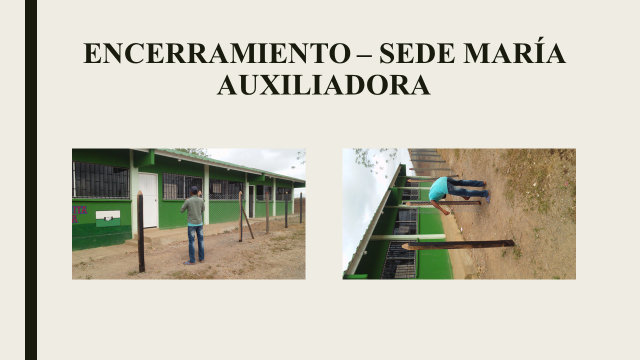 ENCERRAMIENTO – SEDE MARÍA
AUXILIADORA